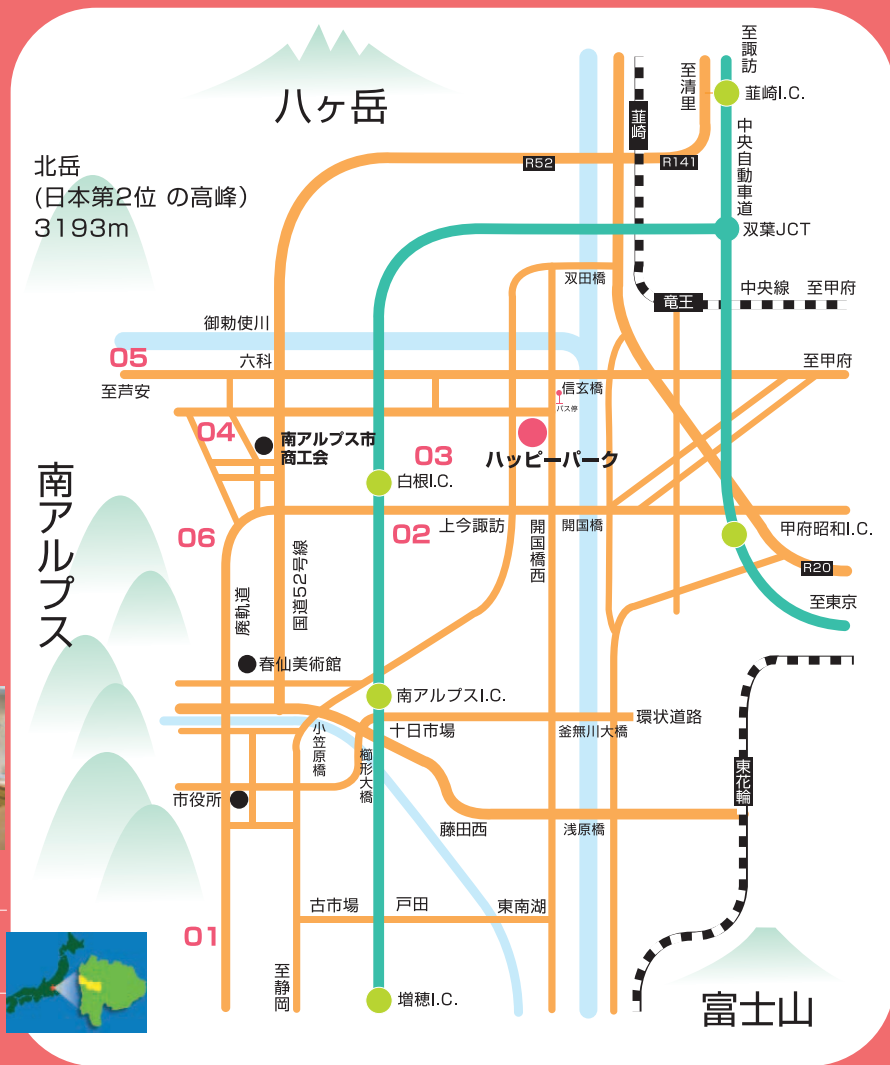 八ヶ岳
至諏訪
至清里
韮崎I.C.
韮崎
中央自動車道
R52
R141
北岳
(日本第2位 の高峰）
3193m
双葉JCT
双田橋
竜王
中央線
至甲府
御勅使川
05
六科
至甲府
至芦安
信玄橋
バス停
04
南アルプス市
商工会
03
ハッピーパーク
白根I.C.
南アルプス
06
02
上今諏訪
開国橋西
開国橋
甲府昭和I.C.
国道52号線
廃軌道
R20
至東京
春仙美術館
南アルプスI.C.
小笠原橋
櫛形大橋
十日市場
釜無川大橋
環状道路
市役所
東花輪
藤田西
浅原橋
古市場
戸田
東南湖
01
至静岡
増穂I.C.
富士山